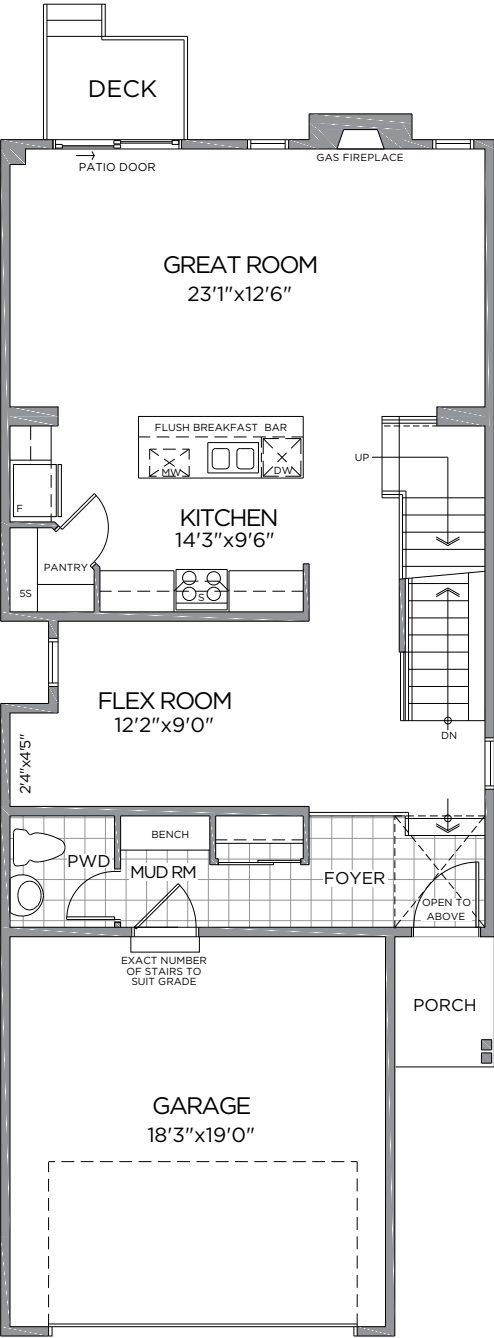 DECK
PATIO DOOR
GAS FIREPLACE
GREAT ROOM
23'1"x12'6"
FLUSH BREAKFAST BAR
MW
DW
UP
F
KITCHEN
14'3"x9'6"
PANTRY
5S
S
FLEX ROOM
12'2"x9'0"
2'4"x4'5"
DN
BENCH
PWD
MUD RM
FOYER
OPEN TO
ABOVE
EXACT NUMBER
OF STAIRS TO
SUIT GRADE
PORCH
GARAGE
18'3"x19'0"